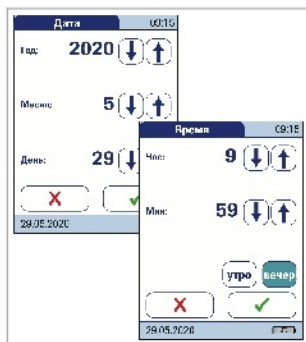 Дата 09:15
Год: 2020
Месяц: 5
День: 29
29.05.2020
Время 09:15
Час: 9
Мин: 59
утро вечер
29.05.2020